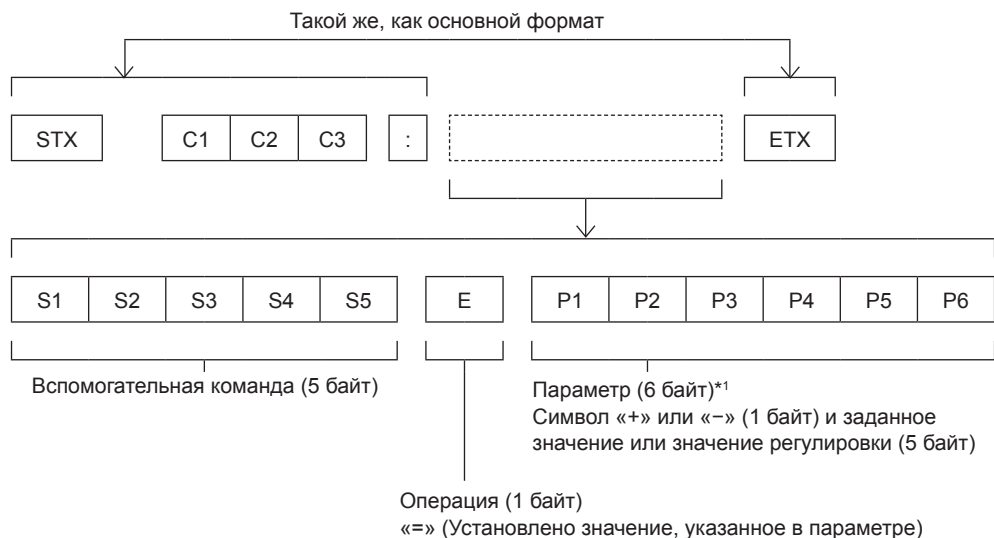 Такой же, как основной формат
STX C1 C2 C3 : ETX
S1 S2 S3 S4 S5 E P1 P2 P3 P4 P5 P6
Вспомогательная команда (5 байт)
Параметр (6 байт)*1
Символ «+» или «−» (1 байт) и заданное
значение или значение регулировки (5 байт)
Операция (1 байт)
«=» (Установлено значение, указанное в параметре)